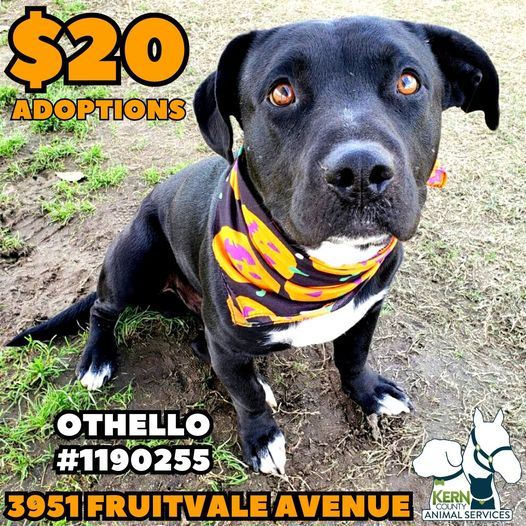 $20
ADOPTIONS
OTHELLO
#1190255
3951 FRUITVALE AVENUE
KERN
COUNTY
ANIMAL SERVICES